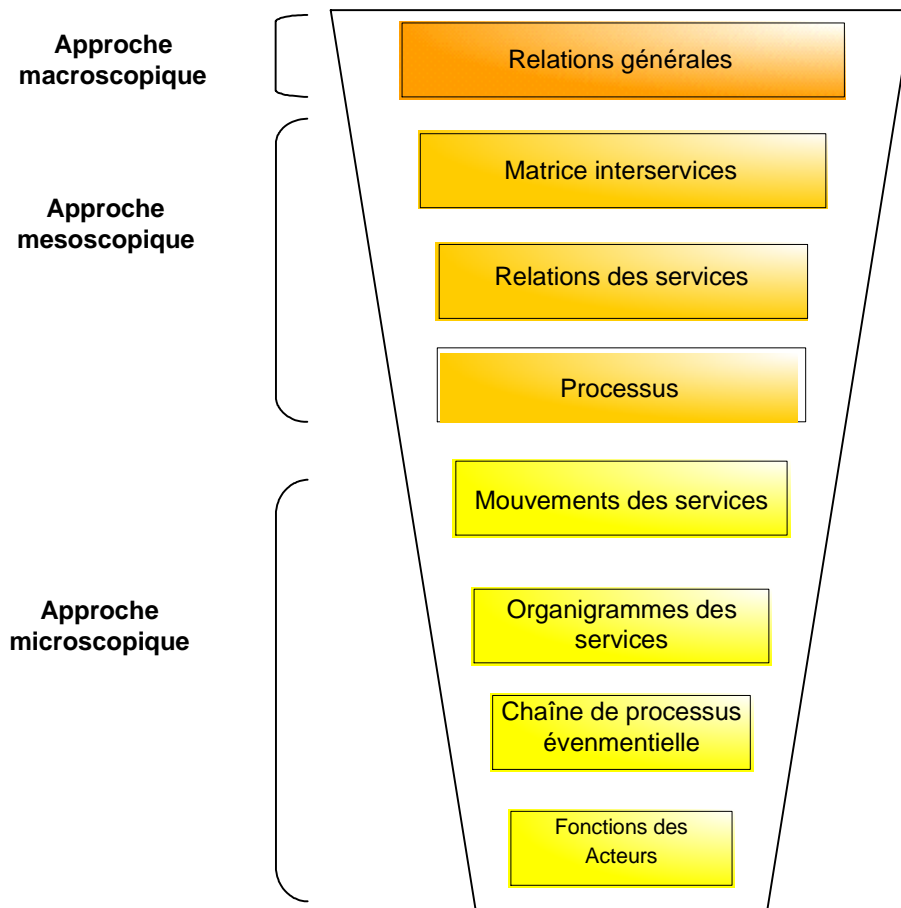 Approche
macroscopique
Relations générales
Approche
mesoscopique
Matrice interservices
Relations des services
Processus
Approche
microscopique
Mouvements des services
Organigrammes des
services
Chaîne de processus
évenmentielle
Fonctions des
Acteurs